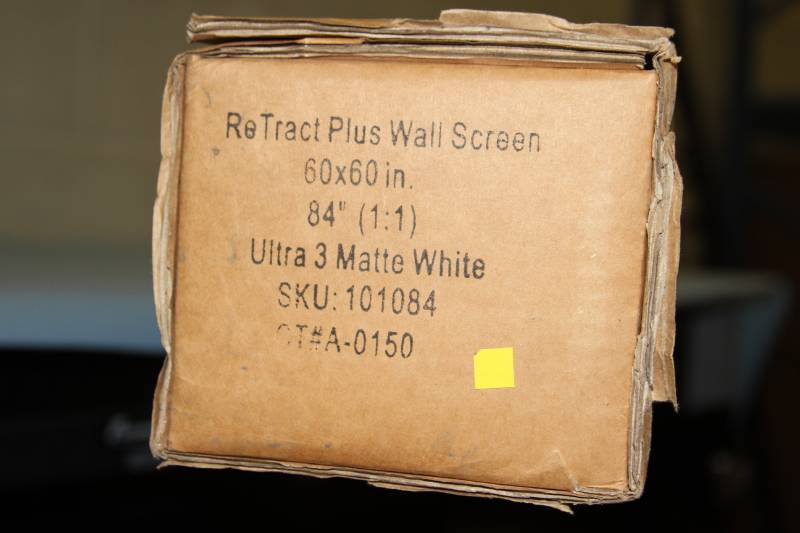 ReTract Plus Wall Screen
60x60 in.
84" (1:1)
Ultra 3 Matte White
SKU: 101084
CT#A-0150